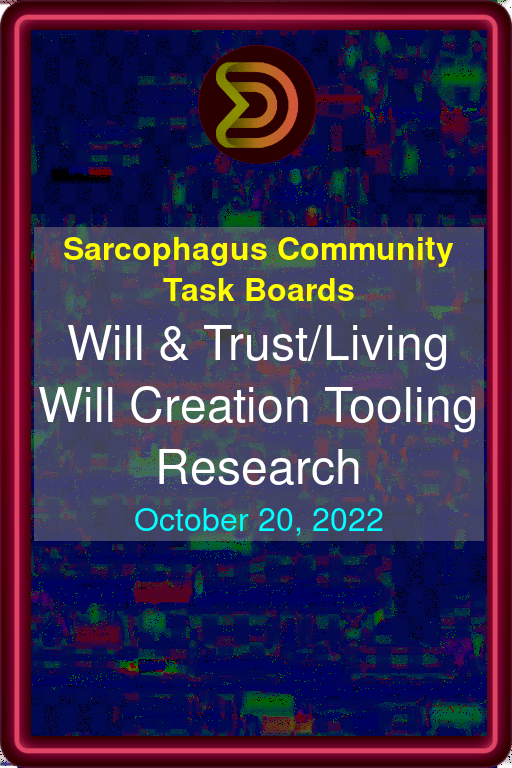 Sarcophagus Community
Task Boards
Will & Trust/Living
Will Creation Tooling
Research
October 20, 2022